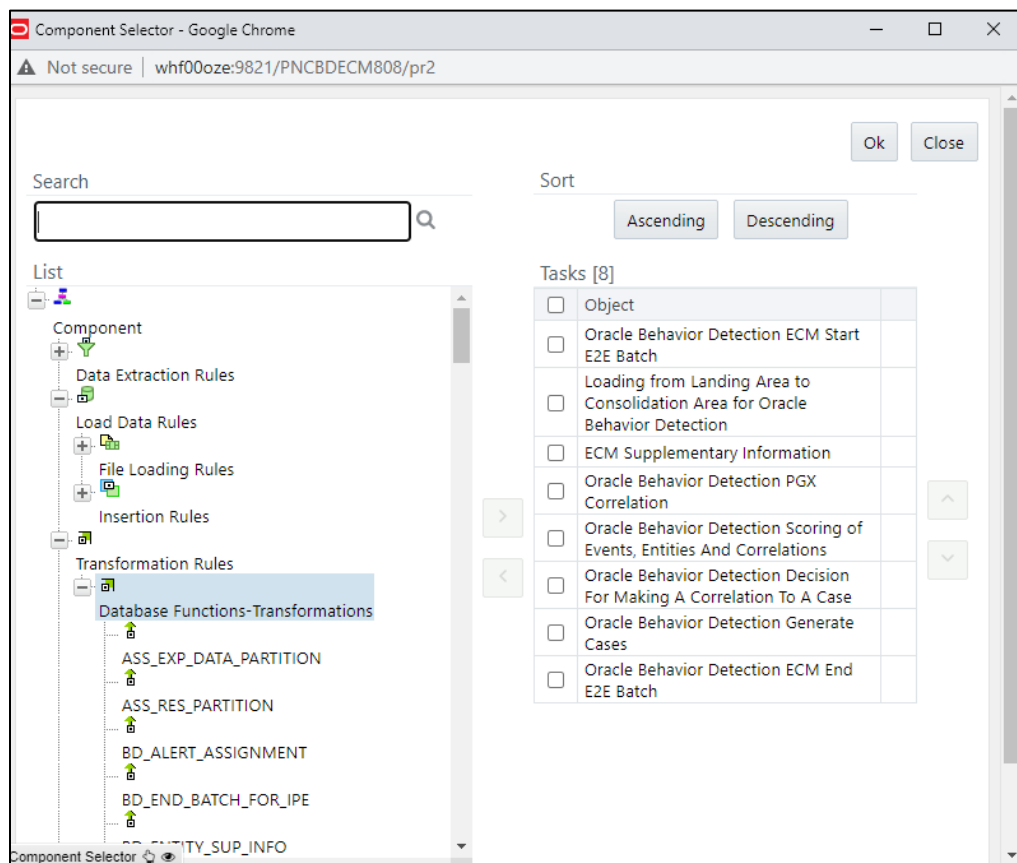 Component Selector - Google Chrome
Not secure | whf00oze:9821/PNCBDECM808/pr2
Ok
Close
Search
Sort
Ascending
Descending
List
Component
Data Extraction Rules
Load Data Rules
File Loading Rules
Insertion Rules
Transformation Rules
Database Functions-Transformations
ASS_EXP_DATA_PARTITION
ASS_RES_PARTITION
BD_ALERT_ASSIGNMENT
BD_END_BATCH_FOR_IPE
BD_ENTITY_SUP_INFO
Tasks [8]
Object
Oracle Behavior Detection ECM Start
E2E Batch
Loading from Landing Area to
Consolidation Area for Oracle
Behavior Detection
ECM Supplementary Information
Oracle Behavior Detection PGX
Correlation
Oracle Behavior Detection Scoring of
Events, Entities And Correlations
Oracle Behavior Detection Decision
For Making A Correlation To A Case
Oracle Behavior Detection Generate
Cases
Oracle Behavior Detection ECM End
E2E Batch
Component Selector